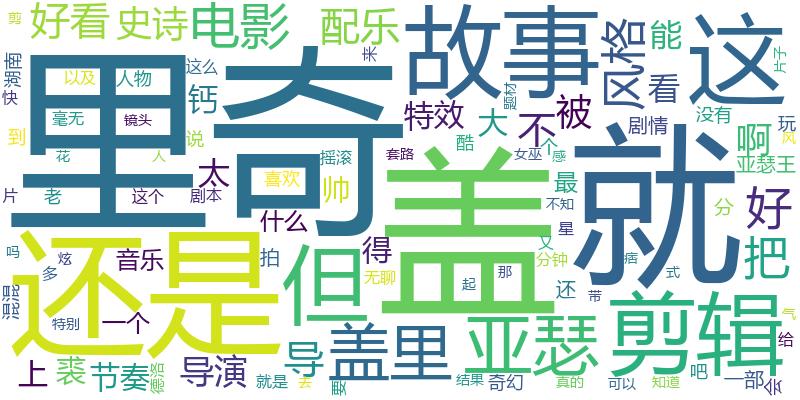 剪
好看
史诗
电影
配乐
故事
风格
能
这
湖南
以及
人物
这么
来
看
题材
片子
快
毫无
镜头
钙
特效
大
不
被
剧情
没有
玩
到
花
人
说
摇滚
套路
酷
个
感
女巫
啊
风
亚瑟王
里
奇
盖
就
片
老
这个
剧本
太
喜欢
帅
什么
最
不知
星
分
好
把
还是
但
得
吗
炫
多
音乐
拍
无聊
起
那
又
分钟
痞
式
还
带
混混
特别
一个
亚瑟
剪辑
气
给
上
裘
节奏
德洛
导演
就是
去
导
要
盖里
结果
奇幻
真的
可以
知道
吧
一部
会